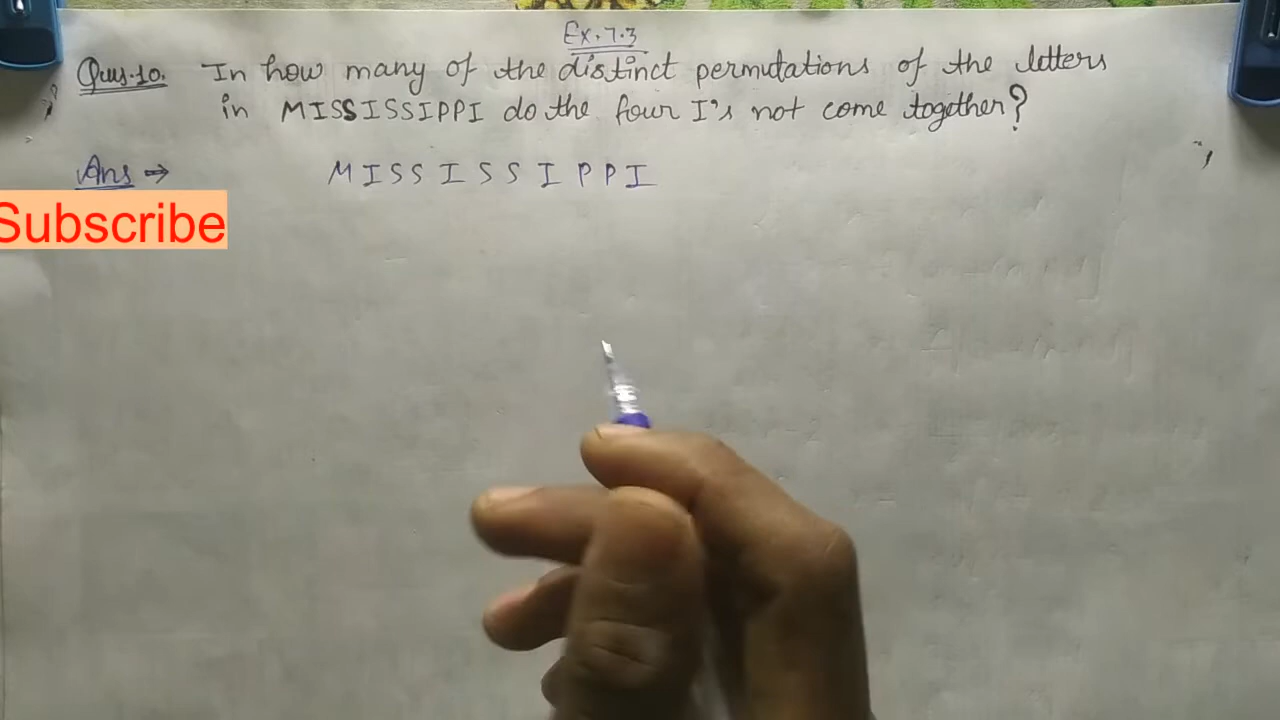 Ex. 7.3
Ques. 10. In how many of the distinct permutations of the letters
in MISSISSIPPI do the four I's not come together?
Ans ⇒ M I S S I S S I P P I
Subscribe